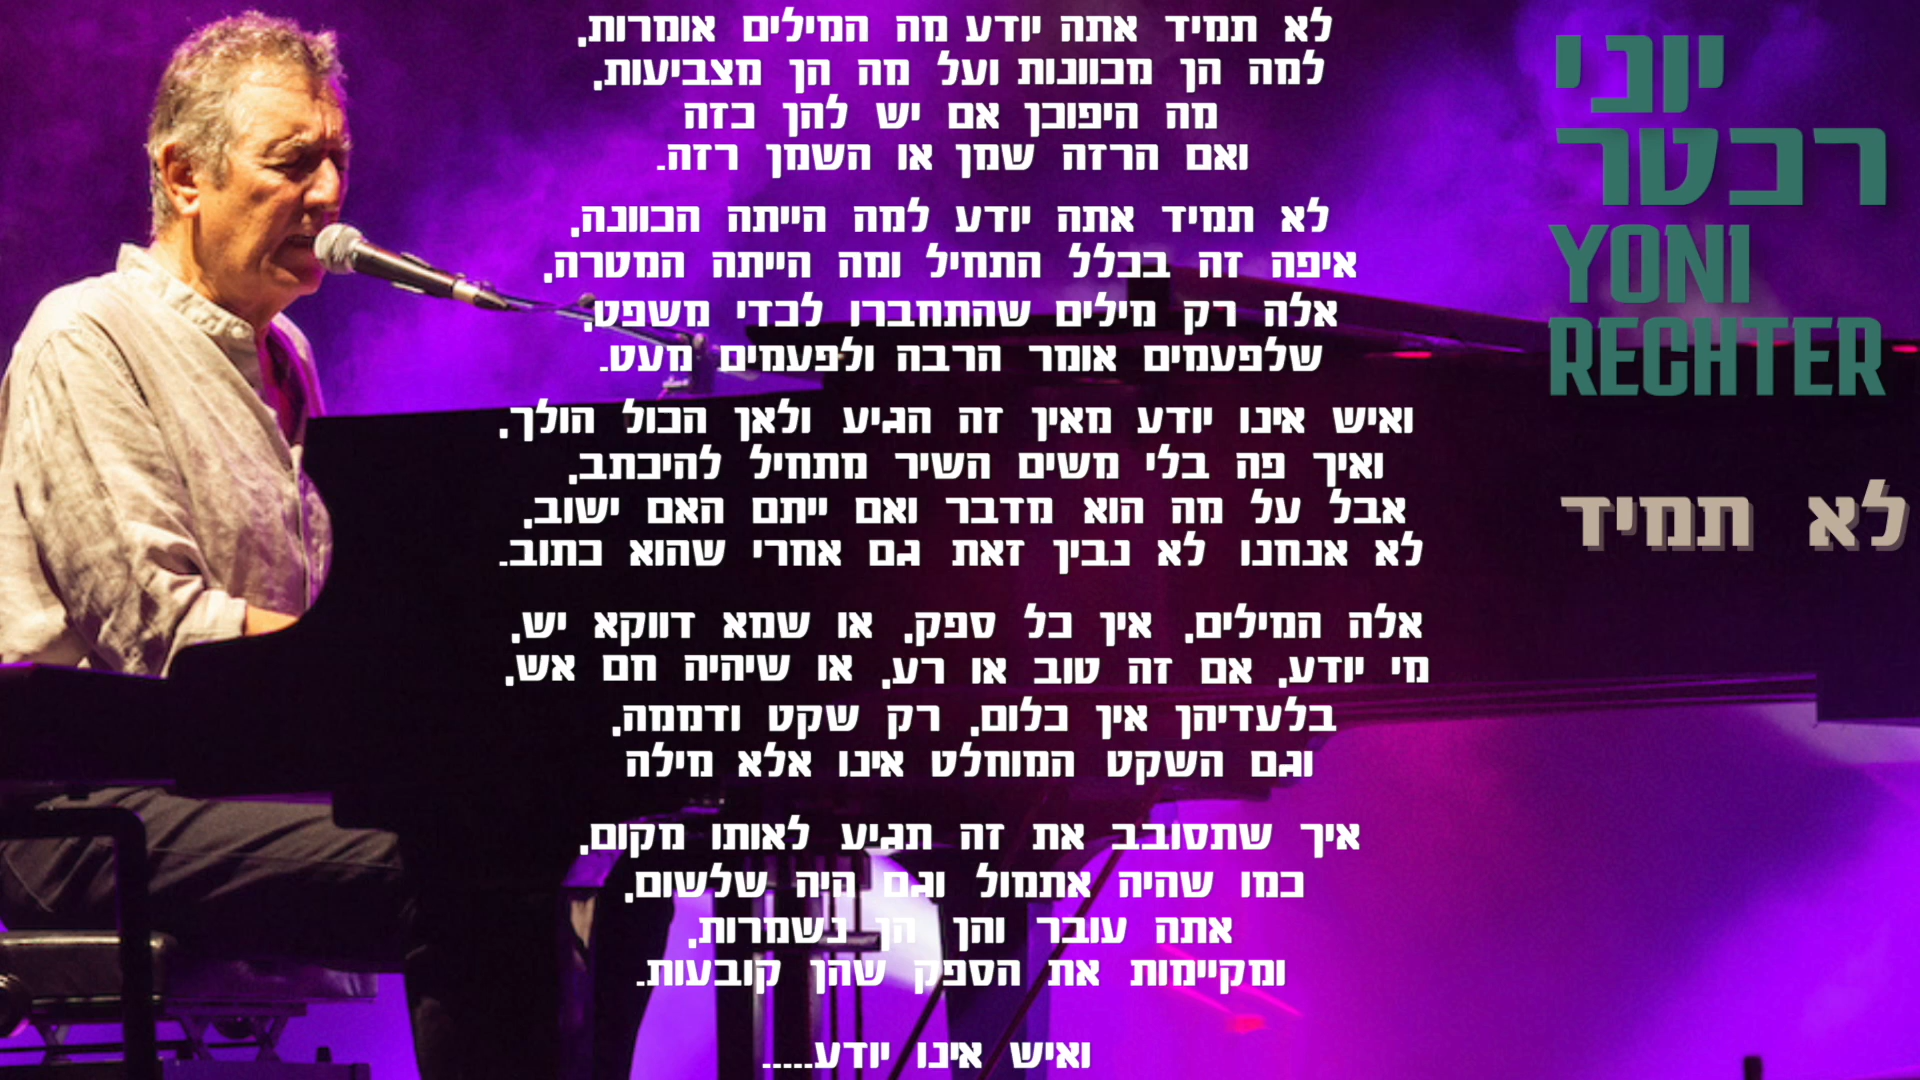 לא תמיד אתה יודע מה המילים אומרות,
למה הן מכוונות ועל מה הן מצביעות,
מה היפוכן אם יש להן כזה
ואם הרזה שמן או השמן רזה.
לא תמיד אתה יודע למה הייתה הכוונה,
איפה זה בכלל התחיל ומה הייתה המטרה,
אלה רק מילים שהתחברו לכדי משפט,
שלפעמים אומר הרבה ולפעמים מעט.
ואיש אינו יודע מאין זה הגיע ולאן הכול הולך,
ואיך פה בלי משים השיר מתחיל להיכתב,
אבל על מה הוא מדבר ואם ייתם האם ישוב,
לא אנחנו לא נבין זאת גם אחרי שהוא כתוב.
אלה המילים, אין כל ספק, או שמא דווקא יש,
מי יודע, אם זה טוב או רע, או שיהיה חם אש,
בלעדיהן אין כלום, רק שקט ודממה,
וגם השקט המוחלט אינו אלא מילה
איך שתסובב את זה תגיע לאותו מקום,
כמו שהיה אתמול וגם היה שלשום,
אתה עובר והן הן נשמרות,
ומקיימות את הספק שהן קובעות.
ואיש אינו יודע.....
יוני
רכטר
YONI
RECHTER
לא תמיד